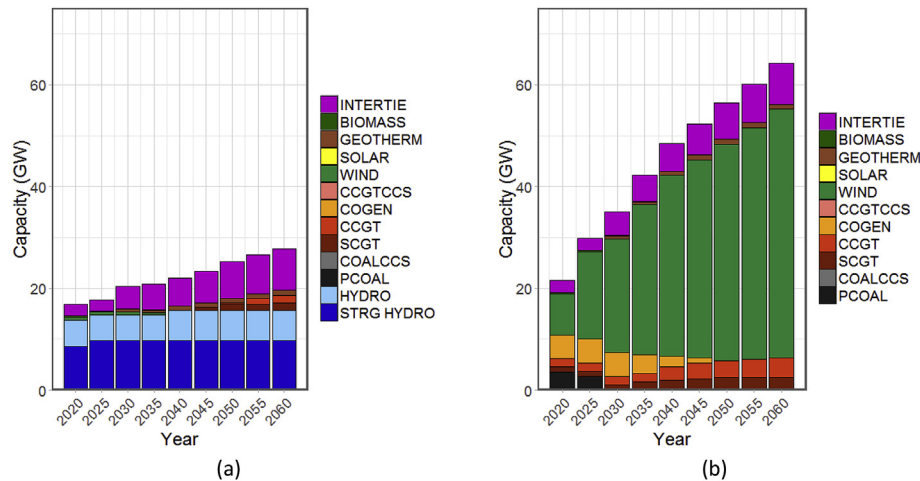 60
40
20
0
Capacity (GW)
2020
2025
2030
2035
2040
2045
2050
2055
2060
Year
INTERTIE
BIOMASS
GEOTHERM
SOLAR
WIND
CCGTCCS
COGEN
CCGT
SCGT
COALCCS
PCOAL
HYDRO
STRG HYDRO
(a)
60
40
20
0
Capacity (GW)
2020
2025
2030
2035
2040
2045
2050
2055
2060
Year
INTERTIE
BIOMASS
GEOTHERM
SOLAR
WIND
CCGTCCS
COGEN
CCGT
SCGT
COALCCS
PCOAL
(b)